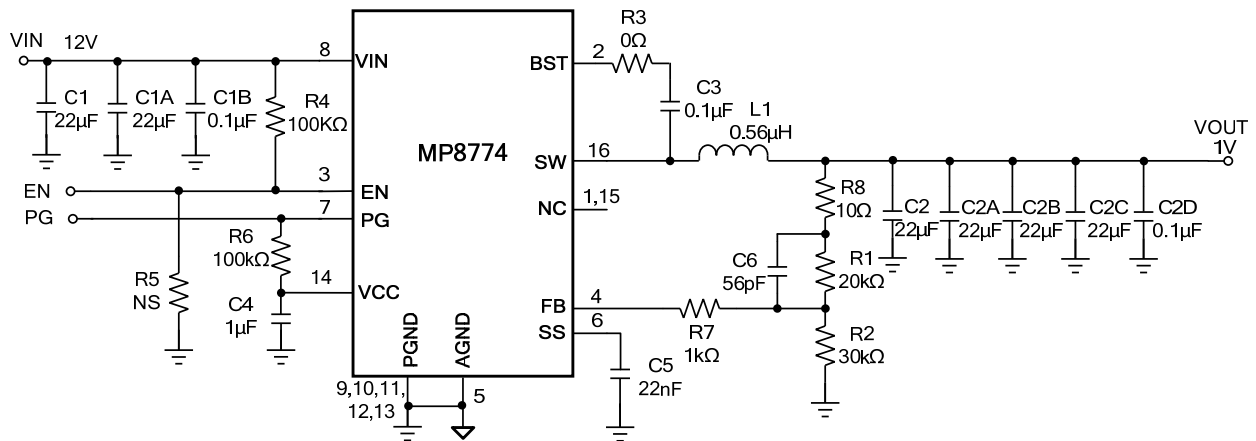 VIN
12V
8
VIN
C1
22µF
C1A
22µF
C1B
0.1µF
R4
100KΩ
EN
3
EN
PG
7
PG
R6
100kΩ
R5
NS
14
VCC
C4
1µF
MP8774
PGND
AGND
9,10,11,
12,13
5
BST
2
R3
0Ω
C3
0.1µF
L1
0.56µH
SW
16
NC
1,15
VOUT
1V
R8
10Ω
C2
22µF
C2A
22µF
C2B
22µF
C2C
22µF
C2D
0.1µF
C6
56pF
R1
20kΩ
FB
4
R7
1kΩ
R2
30kΩ
SS
6
C5
22nF